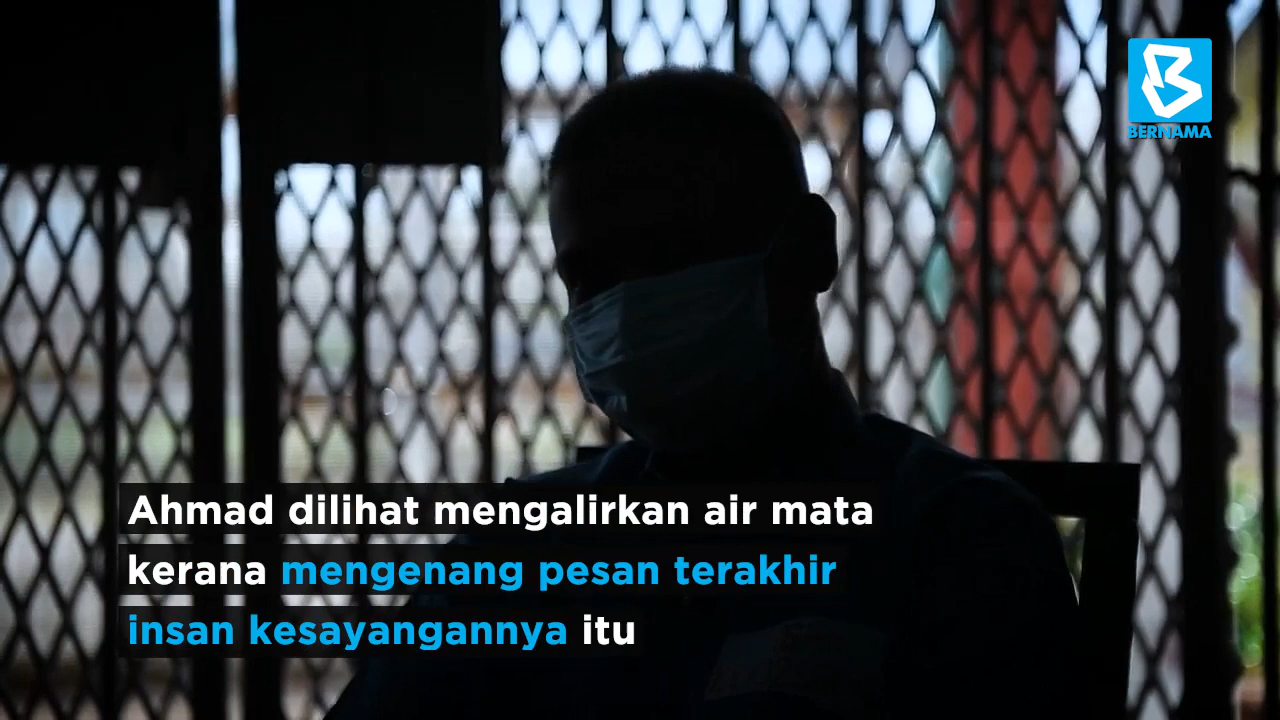 BERNAMA
Ahmad dilihat mengalirkan air mata
kerana mengenang pesan terakhir
insan kesayangannya itu